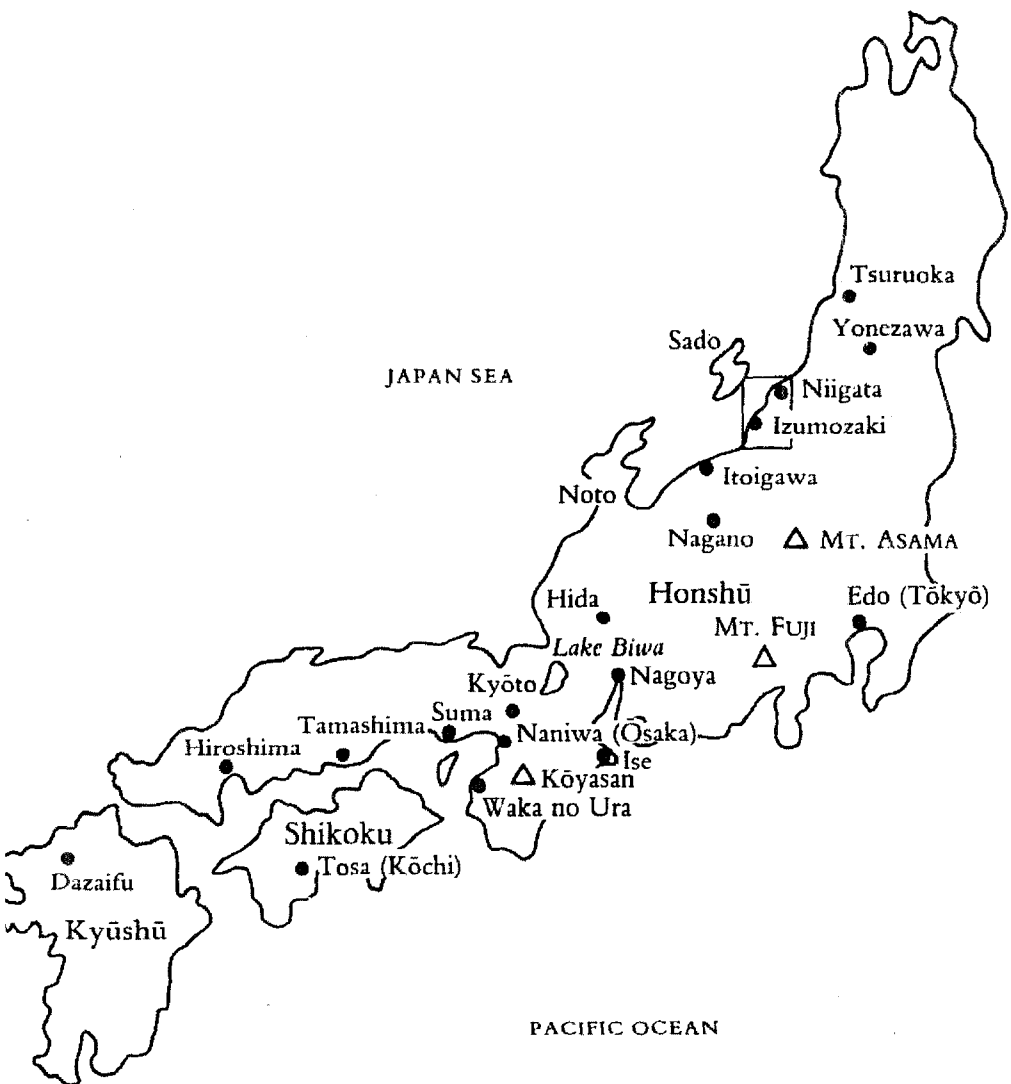 Tsuruoka
Yonezawa
Sado
JAPAN SEA
Niigata
Izumozaki
Itoigawa
Noto
Nagano
MT. ASAMA
Hida
Honshū
Edo (Tōkyō)
MT. FUJI
Lake Biwa
Kyōto
Nagoya
Suma
Tamashima
Naniwa (Ōsaka)
Hiroshima
Ise
Kōyasan
Waka no Ura
Shikoku
Tosa (Kōchi)
Dazaifu
Kyūshū
PACIFIC OCEAN